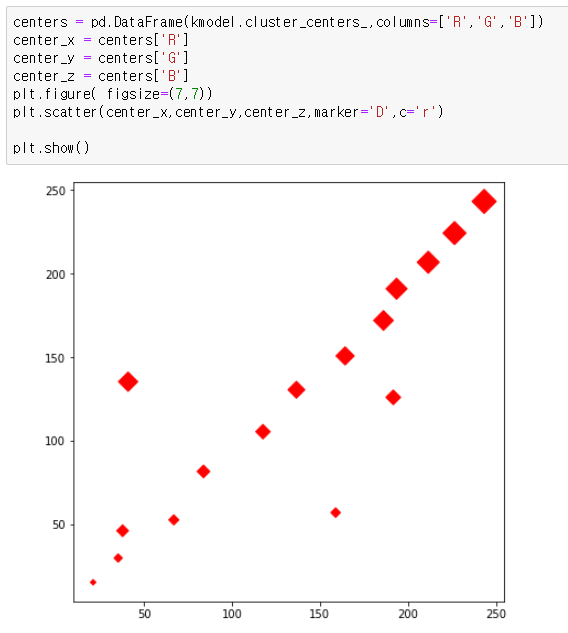 centers = pd.DataFrame(kmodel.cluster_centers_,columns=['R','G','B'])
center_x = centers['R']
center_y = centers['G']
center_z = centers['B']
plt.figure( figsize=(7,7))
plt.scatter(center_x,center_y,center_z,marker='D',c='r')
plt.show()
250
200
150
100
50
50 100 150 200 250